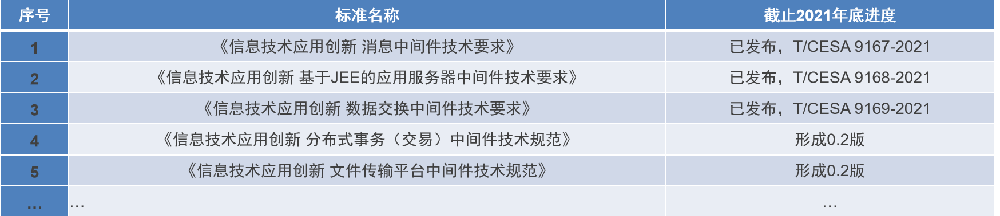 序号 标准名称 截止2021年底进度
1 《信息技术应用创新 消息中间件技术要求》 已发布，T/CESA 9167-2021
2 《信息技术应用创新 基于JEE的应用服务器中间件技术要求》 已发布，T/CESA 9168-2021
3 《信息技术应用创新 数据交换中间件技术要求》 已发布，T/CESA 9169-2021
4 《信息技术应用创新 分布式事务（交易）中间件技术规范》 形成0.2版
5 《信息技术应用创新 文件传输平台中间件技术规范》 形成0.2版
... ... ...